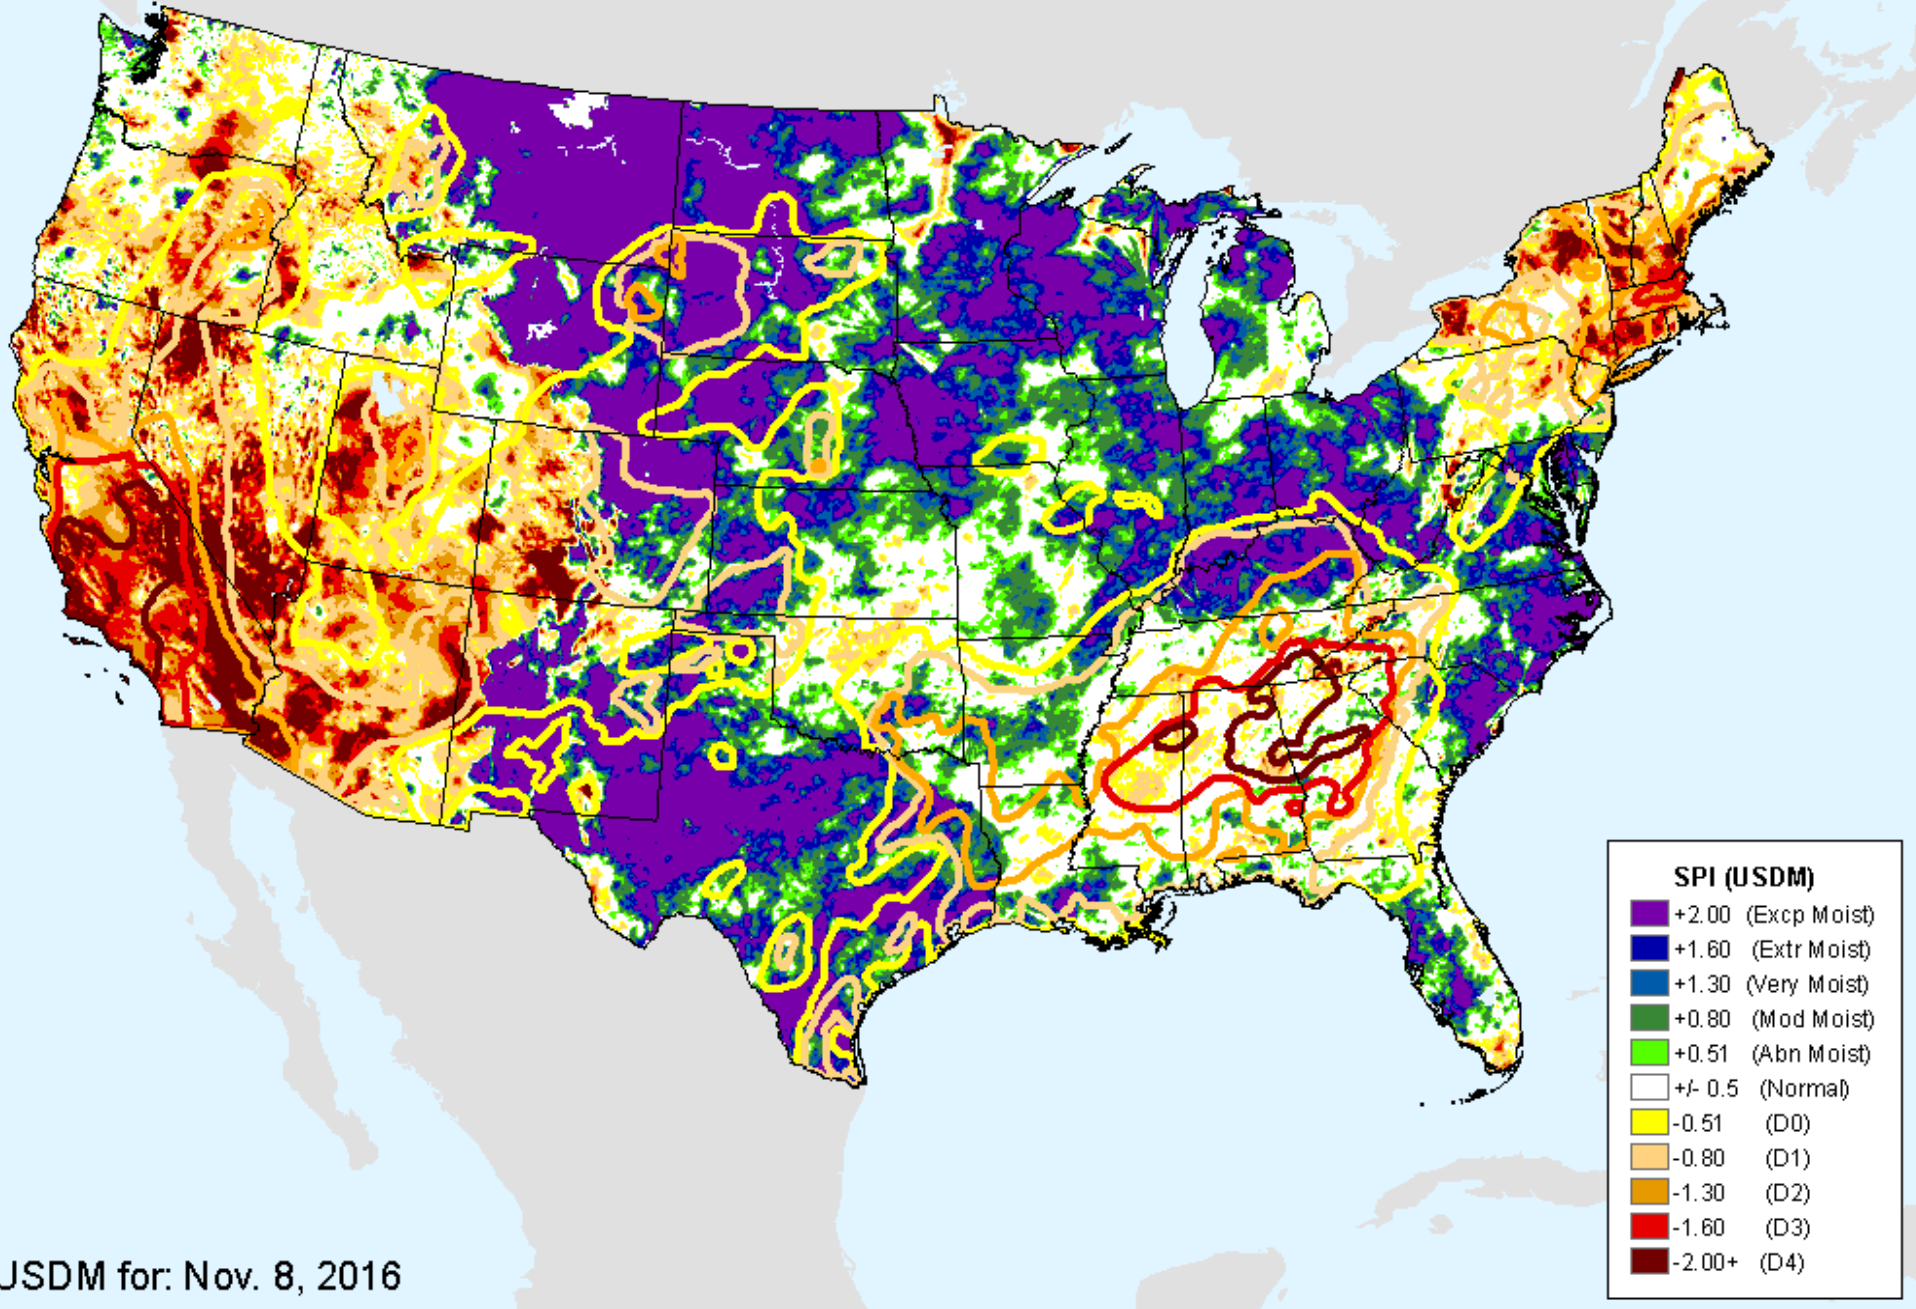 SPI (USDM)
+2.00 (Excp Moist)
+1.60 (Extr Moist)
+1.30 (Very Moist)
+0.80 (Mod Moist)
+0.51 (Abn Moist)
+/- 0.5 (Normal)
-0.51 (D0)
-0.80 (D1)
-1.30 (D2)
-1.60 (D3)
-2.00+ (D4)
USDM for: Nov. 8, 2016